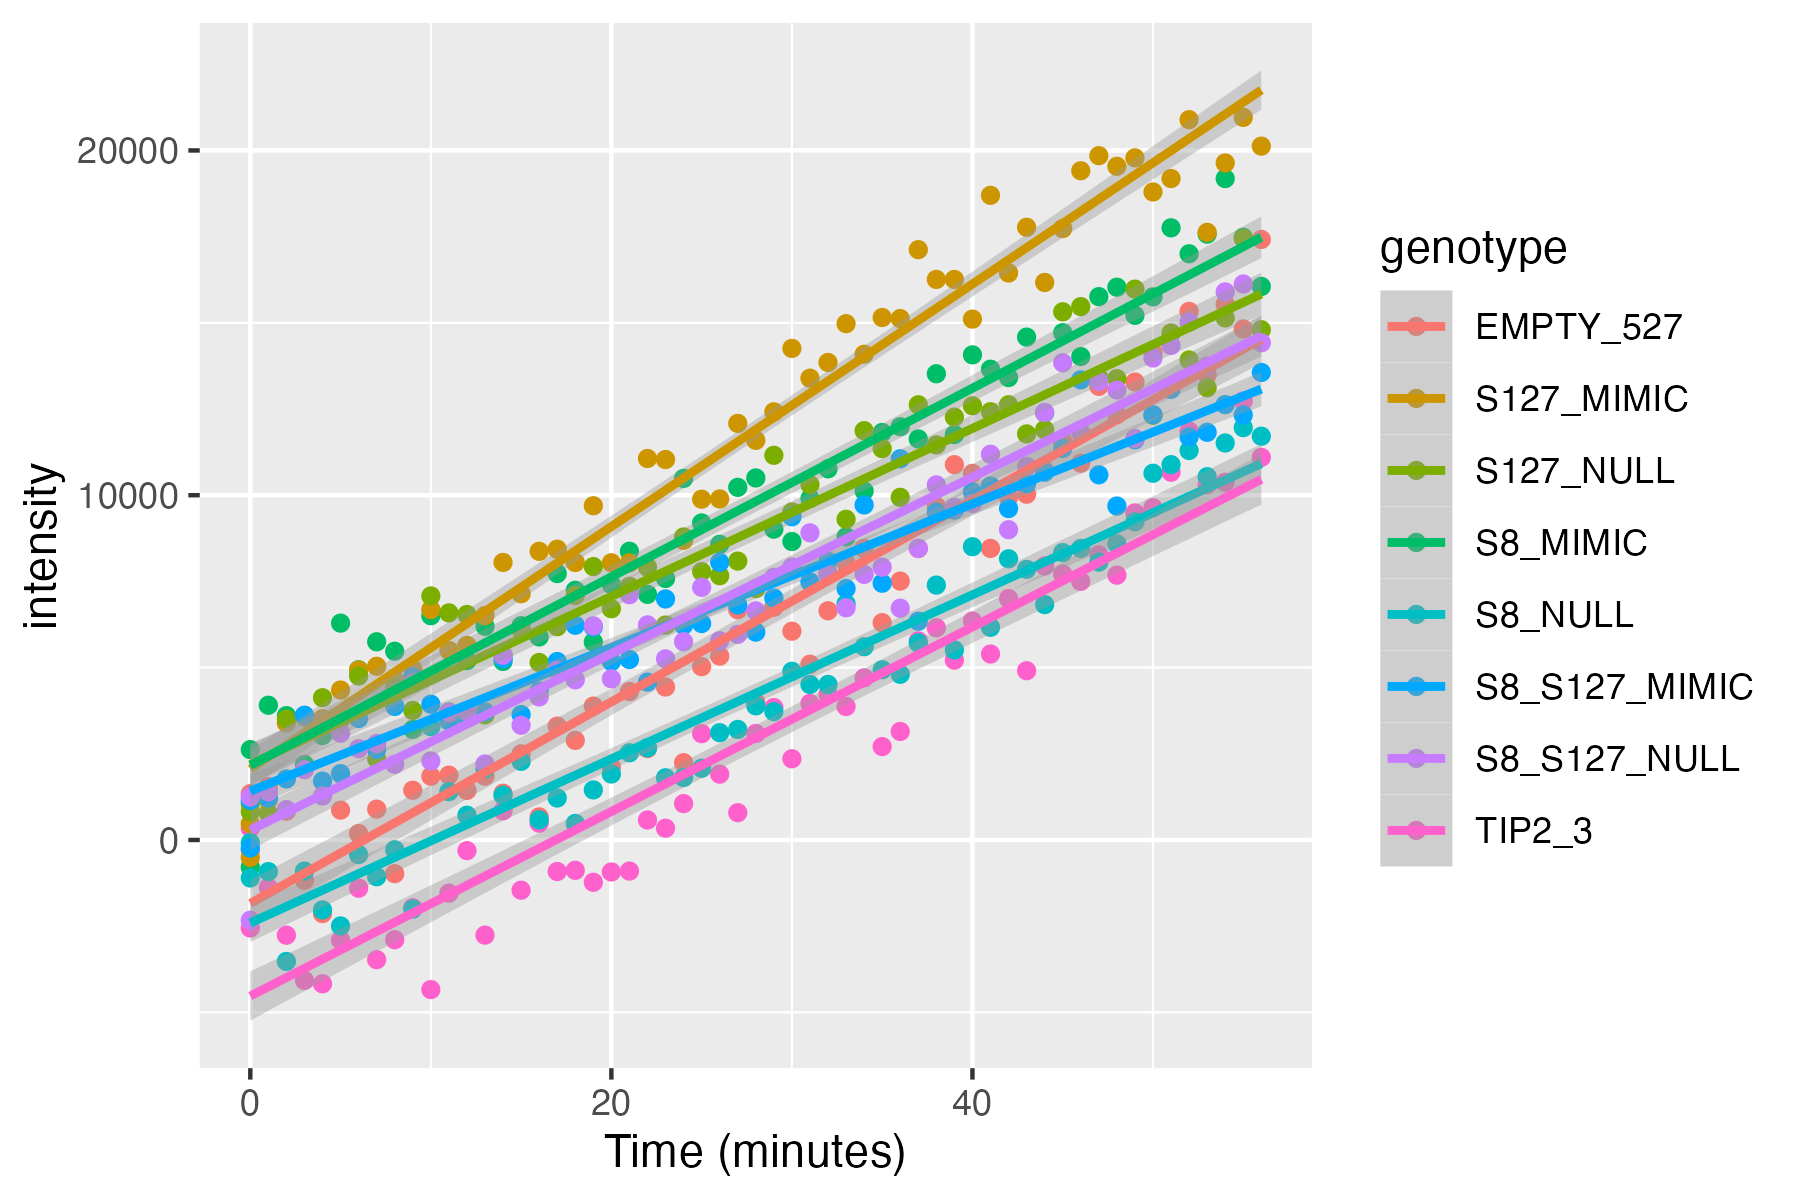 20000
10000
0
intensity
0 20 40
Time (minutes)
genotype
EMPTY_527
S127_MIMIC
S127_NULL
S8_MIMIC
S8_NULL
S8_S127_MIMIC
S8_S127_NULL
TIP2_3